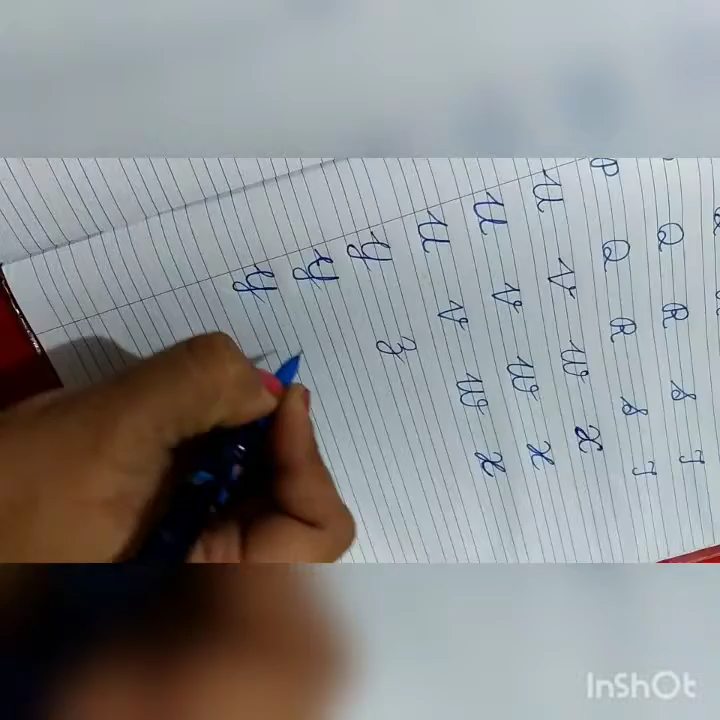 Q R S T
P Q R S T
U V W X
U V W X
U V W X
Y Z
Y
Y
InShOt